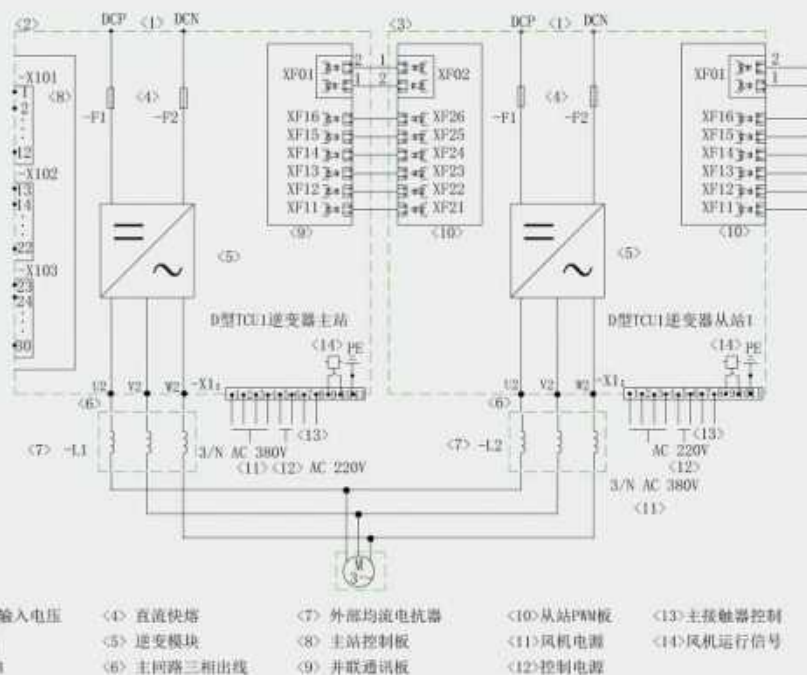 <2> DCP <1> DCN <3> DCP <1> DCN
-X101 <8>
1
2
12
-X102
13
14
22
-X103
23
24
30
<4>
-F1 -F2
XF01 2 1 XF02
1 2
XF16 XF26
XF15 XF25
XF14 XF24
XF13 XF23
XF12 XF22
XF11 XF21
<9> <10>
<5>
D型TCU1逆变器主站
<14> PE
U2 V2 W2 -X1:
<6>
<7> -L1
3/N AC 380V <13>
<11> <12> AC 220V
<4>
-F1 -F2
XF01 2
1
XF16
XF15
XF14
XF13
XF12
XF11
<10>
<5>
D型TCU1逆变器从站1
<14> PE
U2 V2 W2 -X1:
<6>
<7> -L2
<13>
AC 220V
<12>
3/N AC 380V
<11>
M
3~
输入电压 <4> 直流快熔 <7> 外部均流电抗器 <10>从站PWM板 <13>主接触器控制
<5> 逆变模块 <8> 主站控制板 <11>风机电源 <14>风机运行信号
<6> 主回路三相出线 <9> 并联通讯板 <12>控制电源